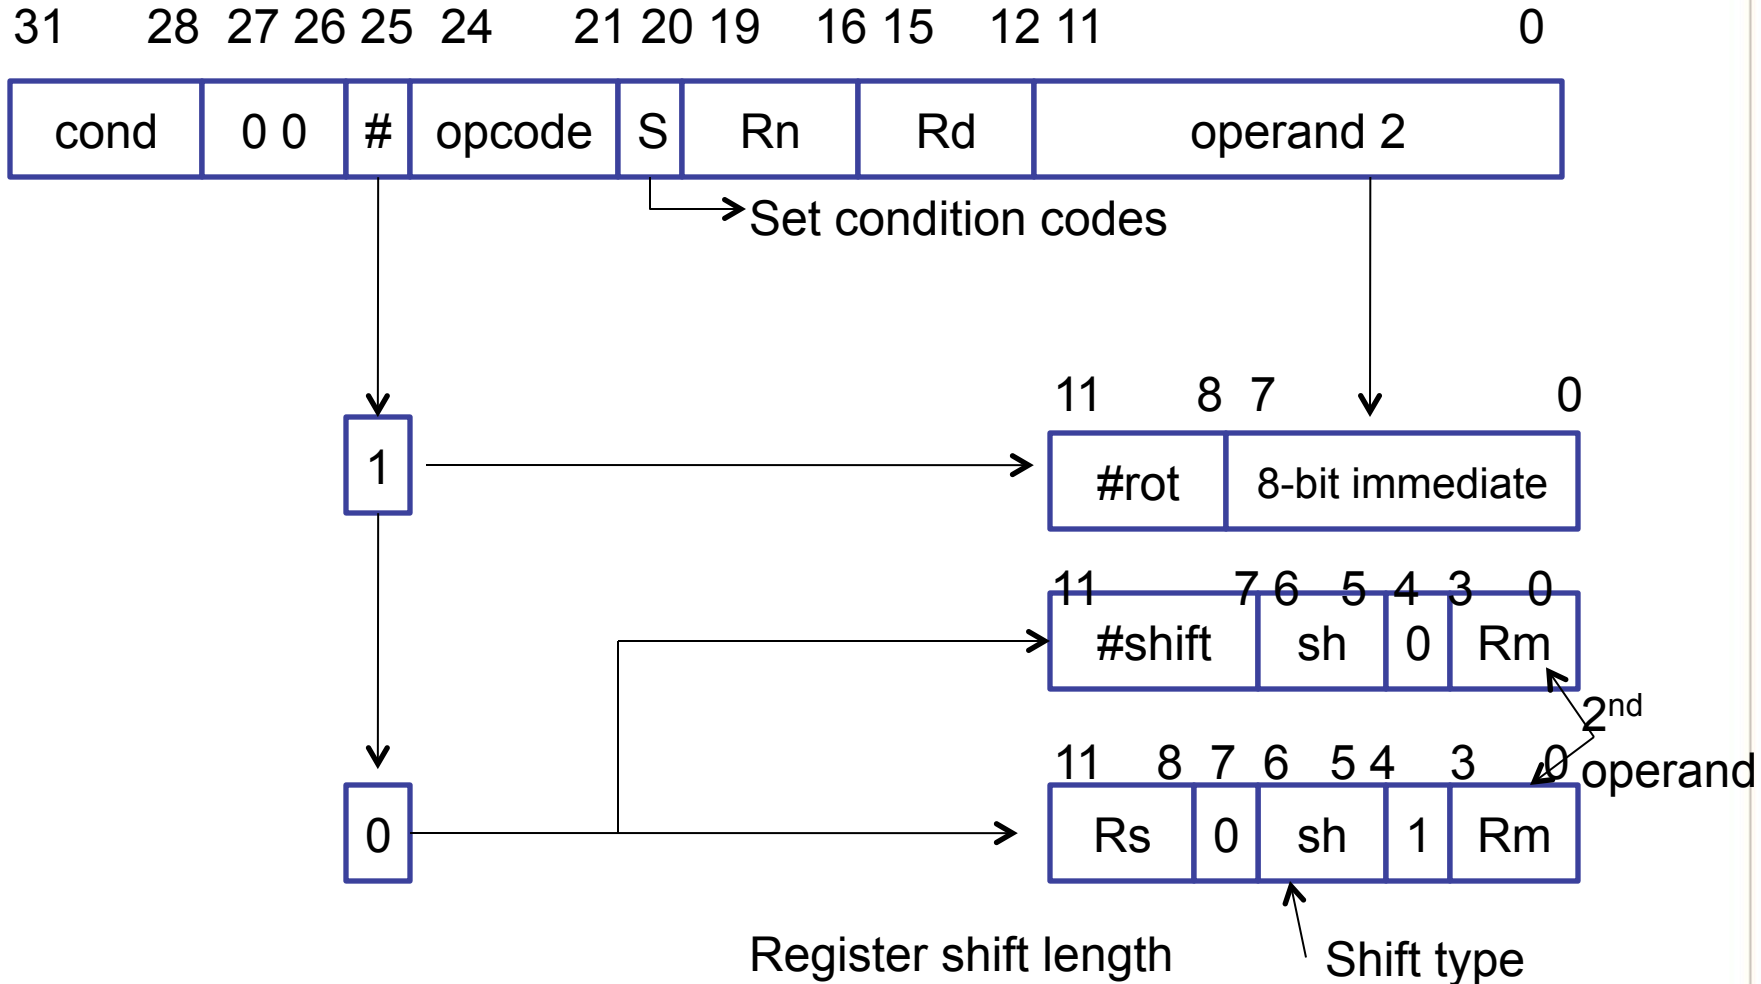 31 28 27 26 25 24 21 20 19 16 15 12 11 0
cond 0 0 # opcode S Rn Rd operand 2
Set condition codes
11 8 7 0
1 #rot 8-bit immediate
11 7 6 5 4 3 0
#shift sh 0 Rm
2nd
11 8 7 6 5 4 3 0 operand
0 Rs 0 sh 1 Rm
Register shift length Shift type